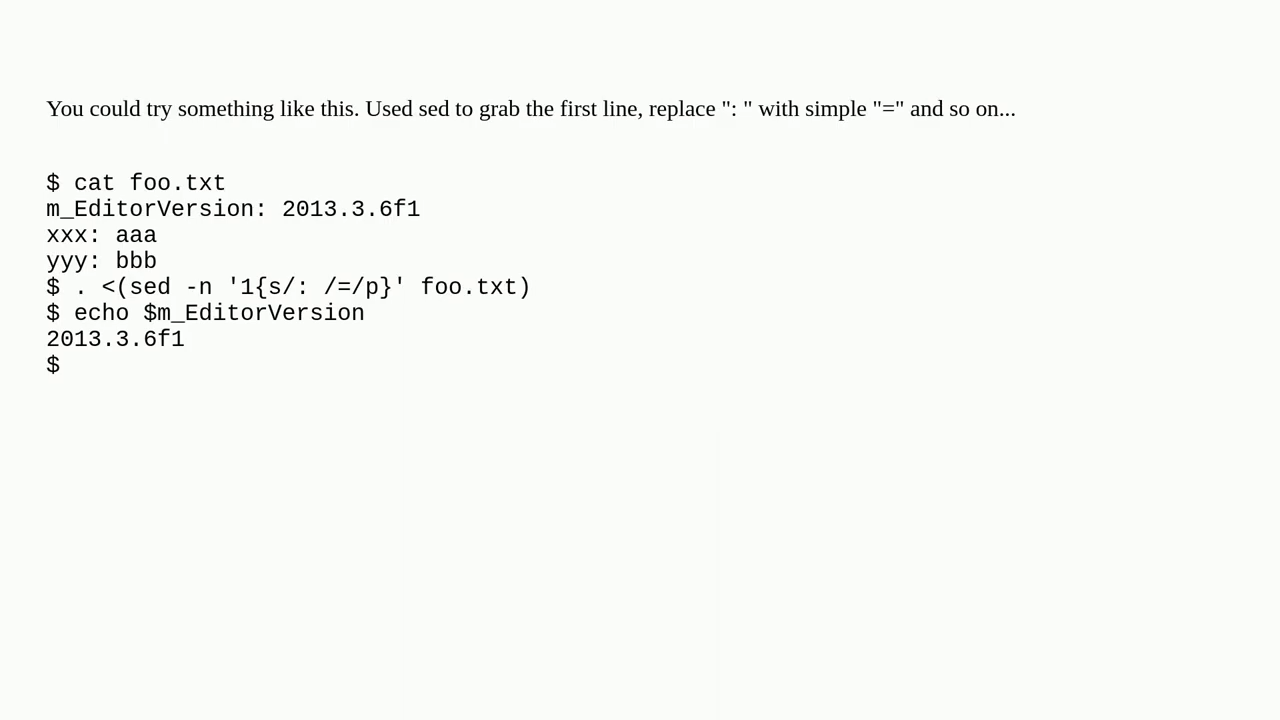 You could try something like this. Used sed to grab the first line, replace ": " with simple "=" and so on...
$ cat foo.txt
m_EditorVersion: 2013.3.6f1
xxx: aaa
yyy: bbb
$ . <(sed -n '1{s/: /=/p}' foo.txt)
$ echo $m_EditorVersion
2013.3.6f1
$